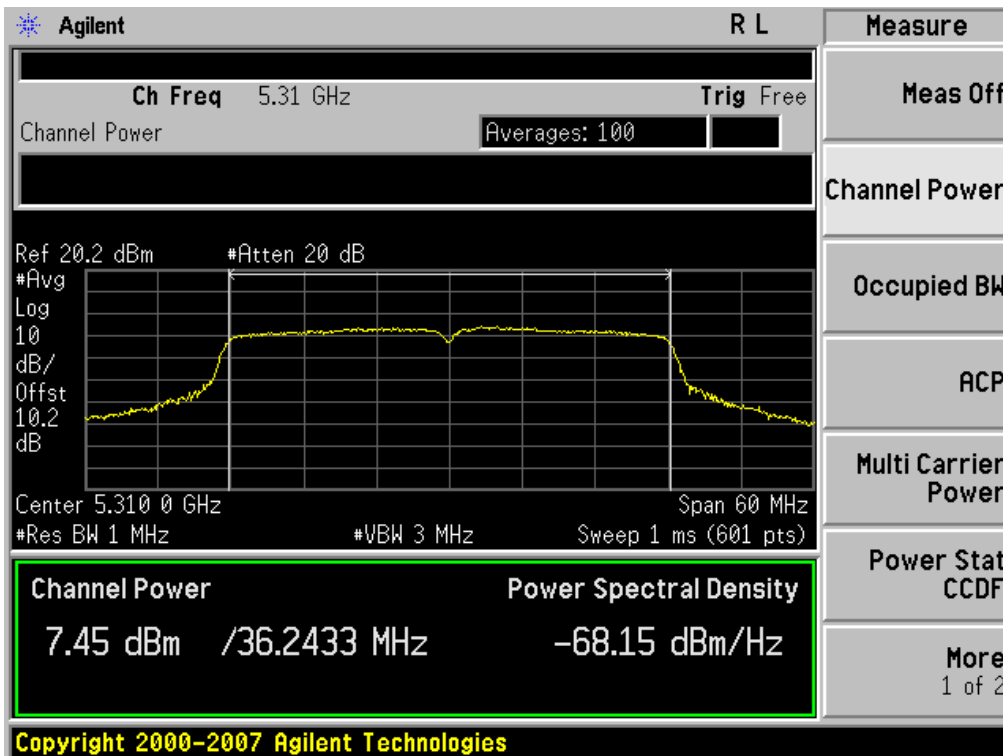 Agilent R L Measure
Ch Freq 5.31 GHz Trig Free
Meas Off
Channel Power Averages: 100
Channel Power
Ref 20.2 dBm #Atten 20 dB
#Avg
Log
10
dB/
Offst
10.2
dB
Occupied BW
ACP
Multi Carrier
Power
Center 5.310 0 GHz Span 60 MHz
#Res BW 1 MHz #VBW 3 MHz Sweep 1 ms (601 pts)
Power Stat
CCDF
Channel Power Power Spectral Density
7.45 dBm /36.2433 MHz -68.15 dBm/Hz
More
1 of 2
Copyright 2000-2007 Agilent Technologies